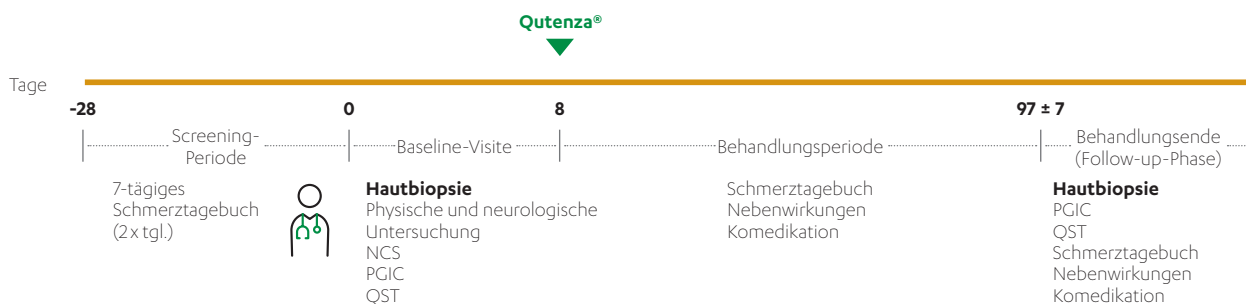 Qutenza®
Tage
-28
0
8
97 ± 7
Screening-
Periode
Baseline-Visite
Behandlungsperiode
Behandlungsende
(Follow-up-Phase)
7-tägiges
Schmerztagebuch
(2 x tgl.)
Hautbiopsie
Physische und neurologische
Untersuchung
NCS
PGIC
QST
Schmerztagebuch
Nebenwirkungen
Komedikation
Hautbiopsie
PGIC
QST
Schmerztagebuch
Nebenwirkungen
Komedikation